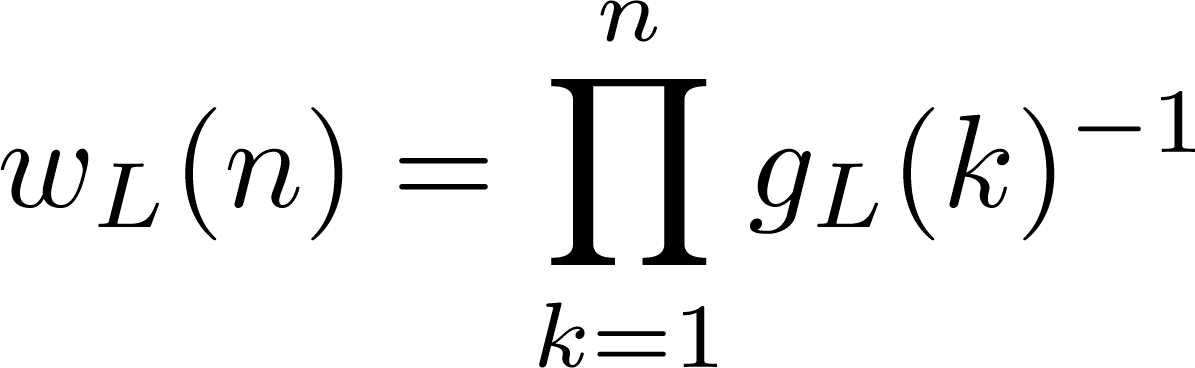 w_L(n) = \prod_{k=1}^{n} g_L(k)^{-1}